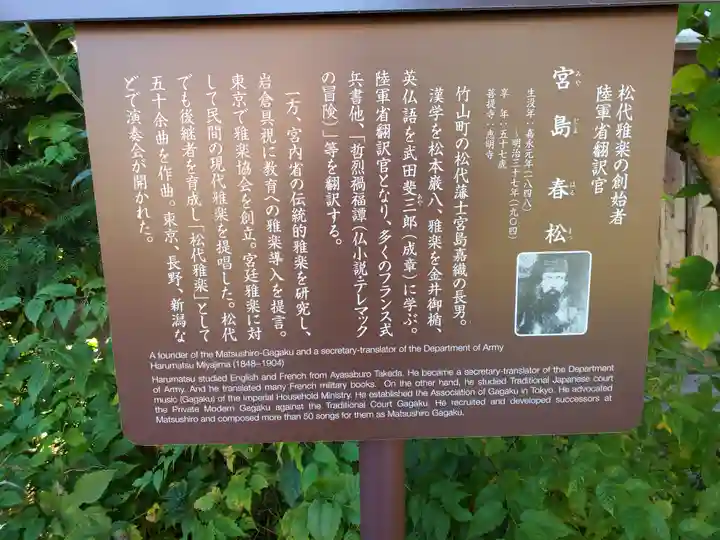 松代雅楽の創始者
陸軍省翻訳官
宮島春松
みや じま はる まつ
生没年：嘉永元年（一八四八）
～明治三十七年（一九〇四）
享　年：五十七歳
菩提寺：恵明寺
竹山町の松代藩士宮島嘉織の長男。
漢学を松本巌八、雅楽を金井御楯、
英仏語を武田斐三郎（成章）に学ぶ。
陸軍省翻訳官となり、多くのフランス式
兵書他、「哲烈禍福譚（仏小説・テレマック
の冒険）」等を翻訳する。
一方、宮内省の伝統的雅楽を研究し、
岩倉具視に教育への雅楽導入を提言。
東京で雅楽協会を創立。宮廷雅楽に対
して民間の現代雅楽を提唱した。松代
でも後継者を育成し「松代雅楽」として
五十余曲を作曲。東京、長野、新潟な
どで演奏会が開かれた。
A founder of the Matsushiro-Gagaku and a secretary-translator of the Department of Army
Harumatsu Miyajima (1848–1904)
Harumatsu studied English and French from Ayasaburo Takeda. He became a secretary-translator of the Department
of Army. And he translated many French military books. On the other hand, he studied Traditional Japanese court
music (Gagaku) of the Imperial Household Ministry. He established the Association of Gagaku in Tokyo. He advocated
the Private Modern Gagaku against the Traditional Court Gagaku. He recruited and developed successors at
Matsushiro and composed more than 50 songs for them as Matsushiro Gagaku.